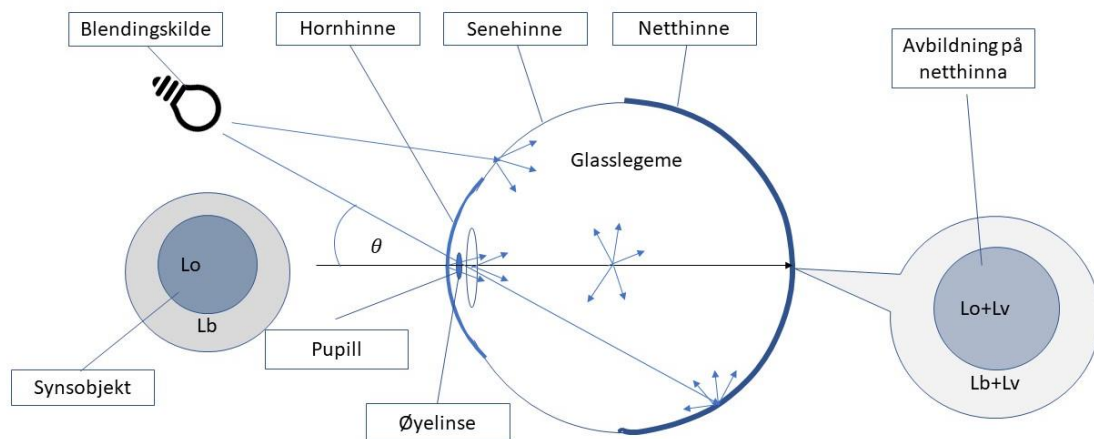 Blendingskilde
Hornhinne
Senehinne
Netthinne
Avbildning på
netthinna
Glasslegeme
θ
Lo
Lb
Lo+Lv
Lb+Lv
Pupill
Synsobjekt
Øyelinse